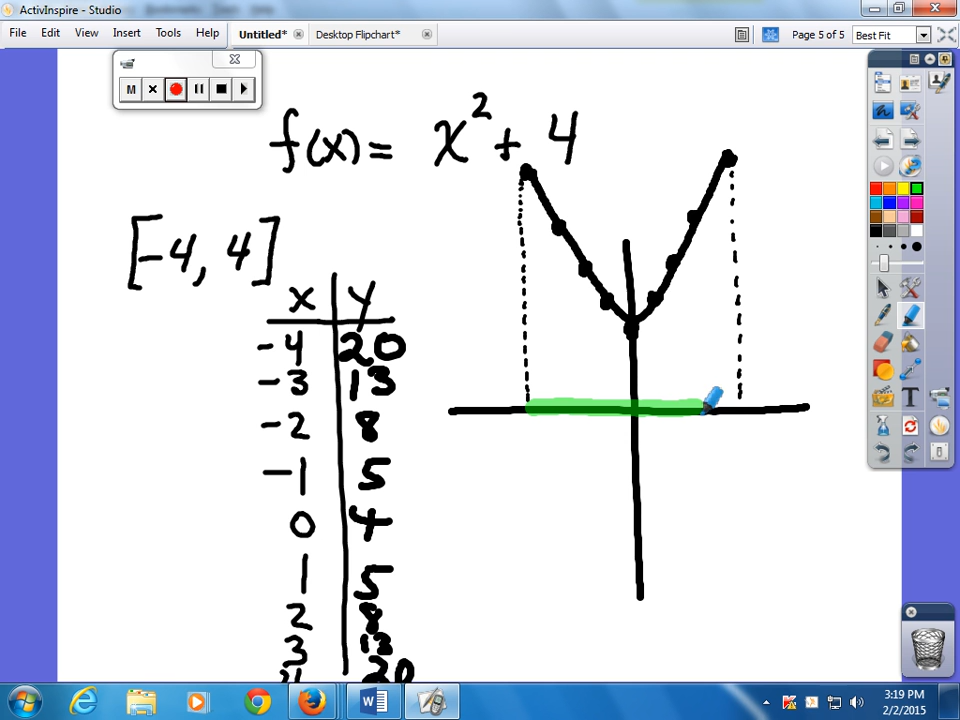 ActivInspire - Studio
File Edit View Insert Tools Help Untitled* Desktop Flipchart* Page 5 of 5 Best Fit
M
f(x) = x² + 4
[-4, 4]
x y
-4 20
-3 13
-2 8
-1 5
0 4
1 5
2 8
3 13
4 20
T
W
3:19 PM
2/2/2015